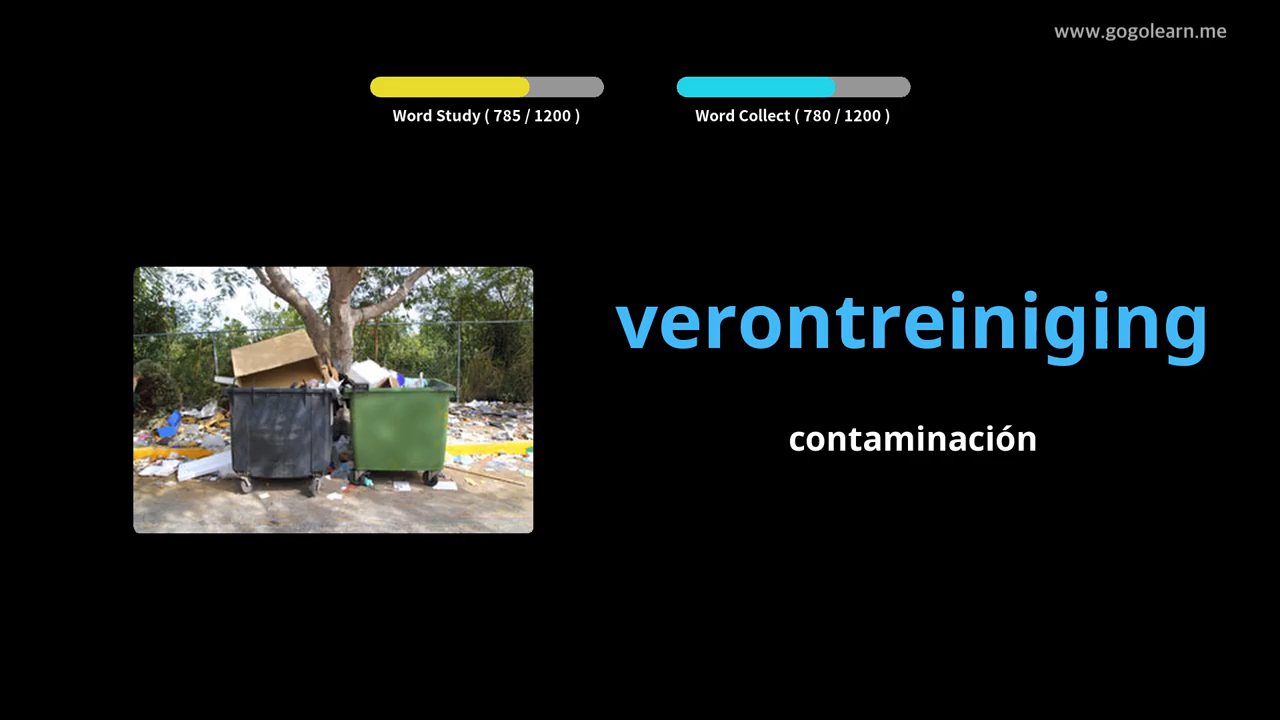 www.gogolearn.me
Word Study ( 785 / 1200 )
Word Collect ( 780 / 1200 )
verontreiniging
contaminación